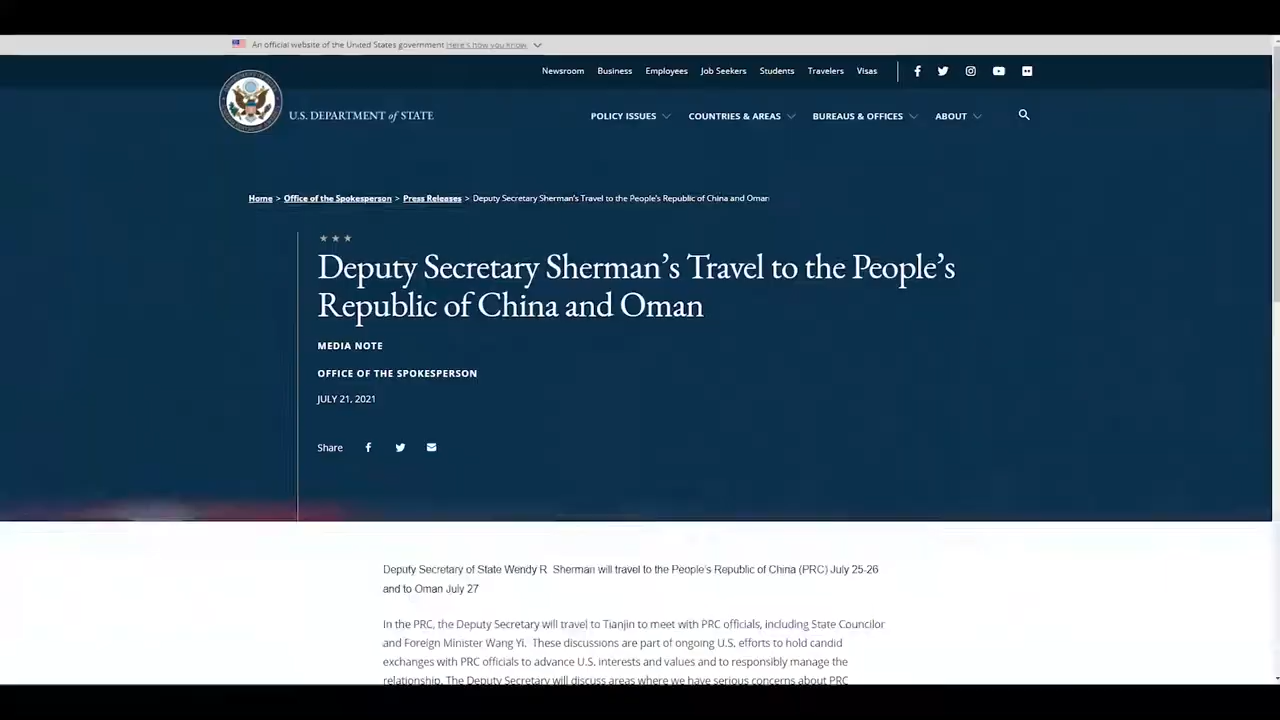 An official website of the United States government Here's how you know
Newsroom Business Employees Job Seekers Students Travelers Visas
U.S. DEPARTMENT of STATE
POLICY ISSUES COUNTRIES & AREAS BUREAUS & OFFICES ABOUT
Home > Office of the Spokesperson > Press Releases > Deputy Secretary Sherman's Travel to the People's Republic of China and Oman
Deputy Secretary Sherman's Travel to the People's
Republic of China and Oman
MEDIA NOTE
OFFICE OF THE SPOKESPERSON
JULY 21, 2021
Share
Deputy Secretary of State Wendy R Sherman will travel to the People's Republic of China (PRC) July 25-26
and to Oman July 27
In the PRC, the Deputy Secretary will travel to Tianjin to meet with PRC officials, including State Councilor
and Foreign Minister Wang Yi. These discussions are part of ongoing U.S. efforts to hold candid
exchanges with PRC officials to advance U.S. interests and values and to responsibly manage the
relationship. The Deputy Secretary will discuss areas where we have serious concerns about PRC